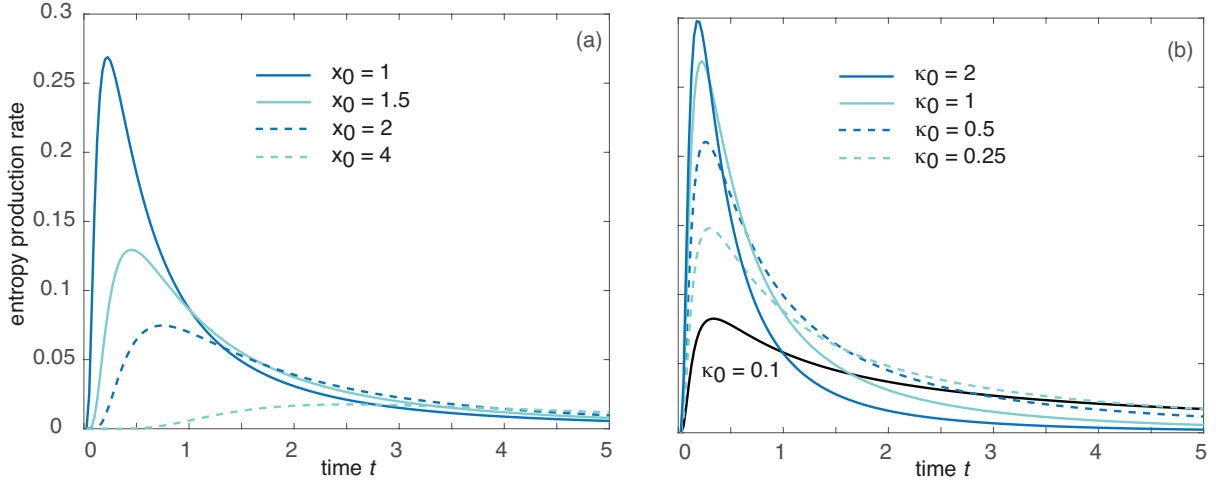 0.3
0.25
0.2
0.15
0.1
0.05
0
entropy production rate
(a)
x0 = 1
x0 = 1.5
x0 = 2
x0 = 4
0 1 2 3 4 5
time t
(b)
κ0 = 2
κ0 = 1
κ0 = 0.5
κ0 = 0.25
κ0 = 0.1
0 1 2 3 4 5
time t